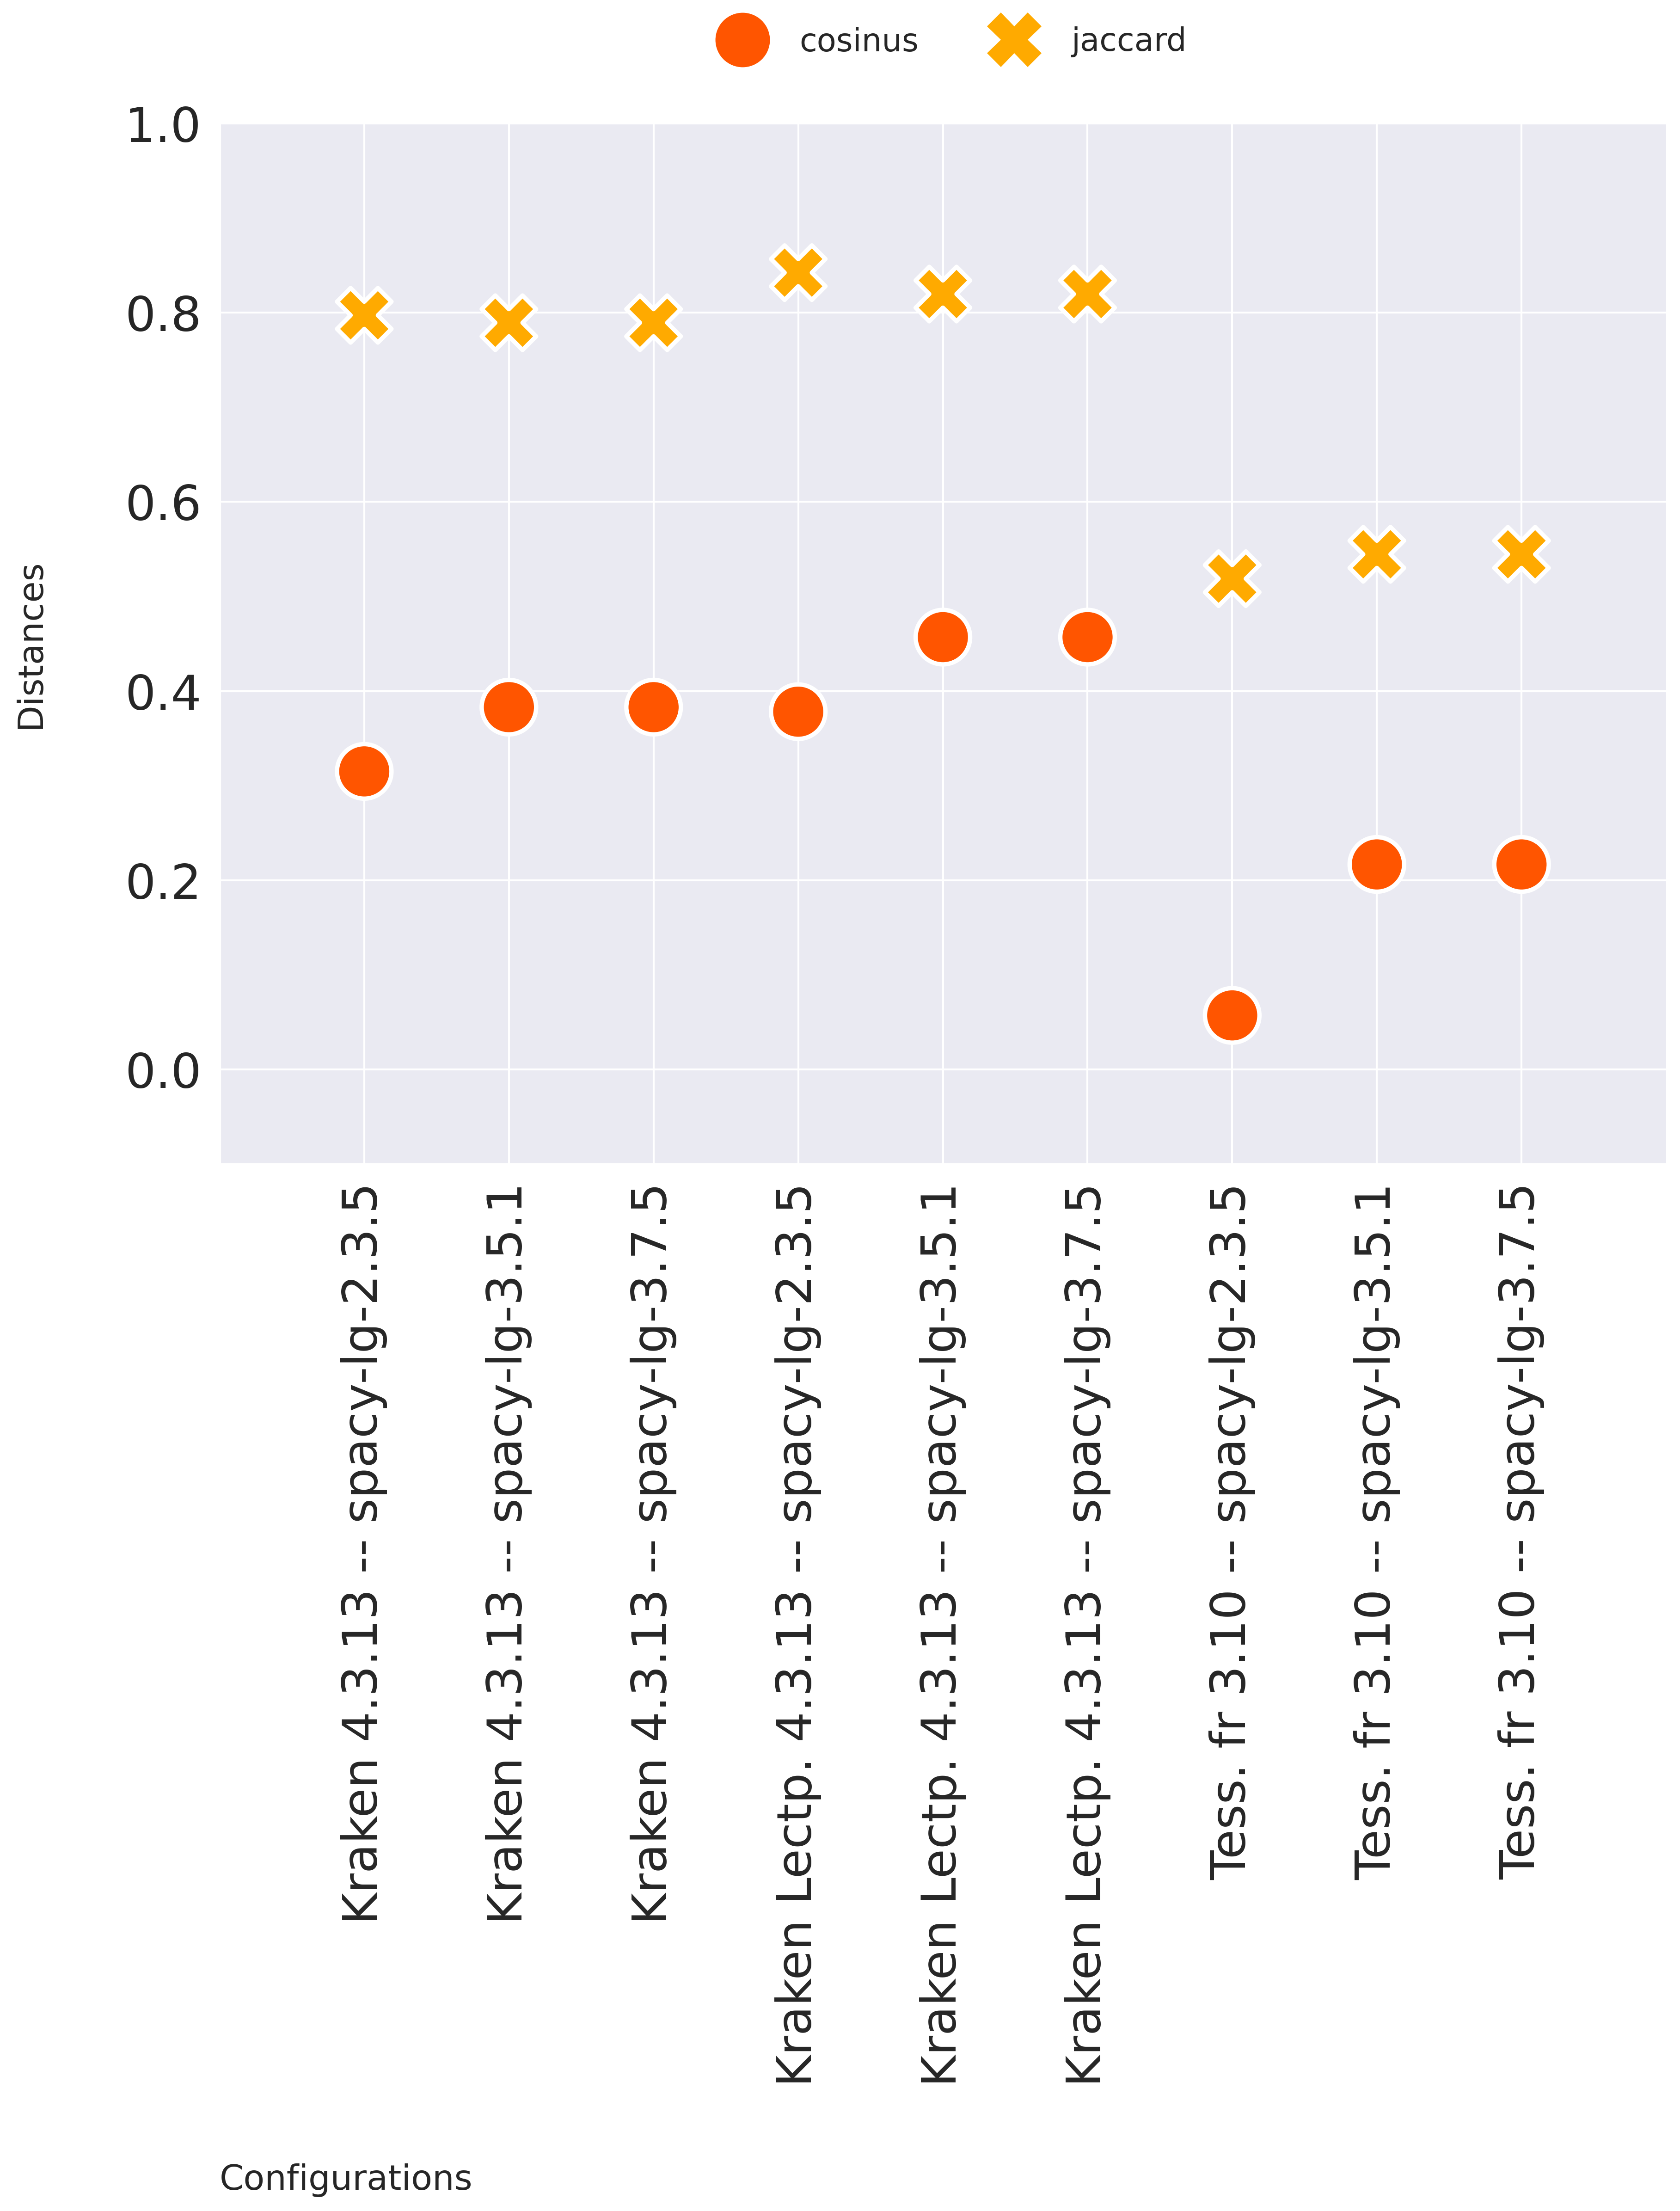 cosinus
jaccard
1.0
0.8
0.6
0.4
0.2
0.0
Distances
Kraken 4.3.13 -- spacy-lg-2.3.5
Kraken 4.3.13 -- spacy-lg-3.5.1
Kraken 4.3.13 -- spacy-lg-3.7.5
Kraken Lectp. 4.3.13 -- spacy-lg-2.3.5
Kraken Lectp. 4.3.13 -- spacy-lg-3.5.1
Kraken Lectp. 4.3.13 -- spacy-lg-3.7.5
Tess. fr 3.10 -- spacy-lg-2.3.5
Tess. fr 3.10 -- spacy-lg-3.5.1
Tess. fr 3.10 -- spacy-lg-3.7.5
Configurations